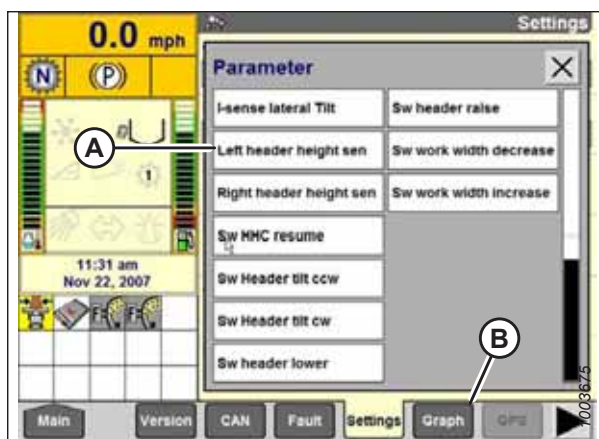 0.0 mph
Settings
N
(P)
Parameter
X
I-sense lateral Tilt
Sw header raise
A
Left header height sen
Sw work width decrease
1
Right header height sen
Sw work width increase
Sw HHC resume
11:31 am
Nov 22, 2007
Sw Header tilt ccw
F
F
Sw Header tilt cw
B
Sw header lower
1003675
Main
Version
CAN
Fault
Settings
Graph
GPS